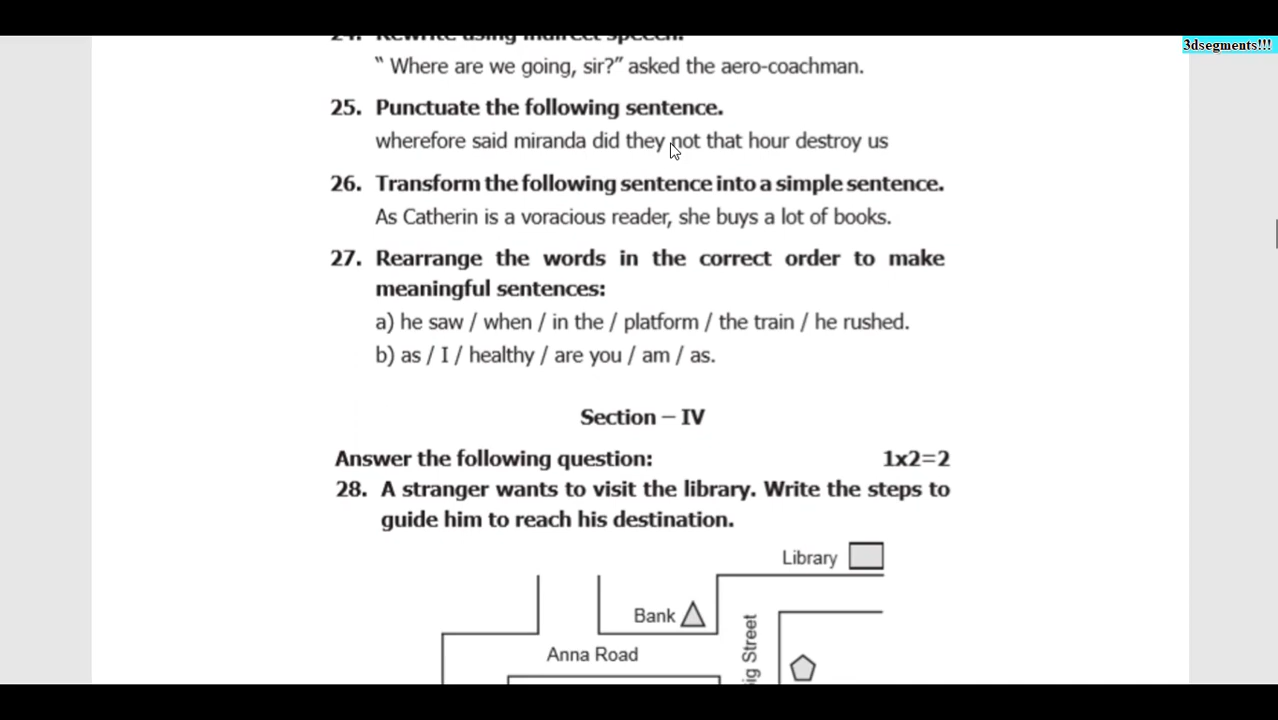 3dsegments!!!
24. Rewrite using indirect speech.
“ Where are we going, sir?” asked the aero-coachman.
25. Punctuate the following sentence.
wherefore said miranda did they not that hour destroy us
26. Transform the following sentence into a simple sentence.
As Catherin is a voracious reader, she buys a lot of books.
27. Rearrange the words in the correct order to make
meaningful sentences:
a) he saw / when / in the / platform / the train / he rushed.
b) as / I / healthy / are you / am / as.
Section – IV
Answer the following question: 1x2=2
28. A stranger wants to visit the library. Write the steps to
guide him to reach his destination.
Library
Bank
Anna Road
Street